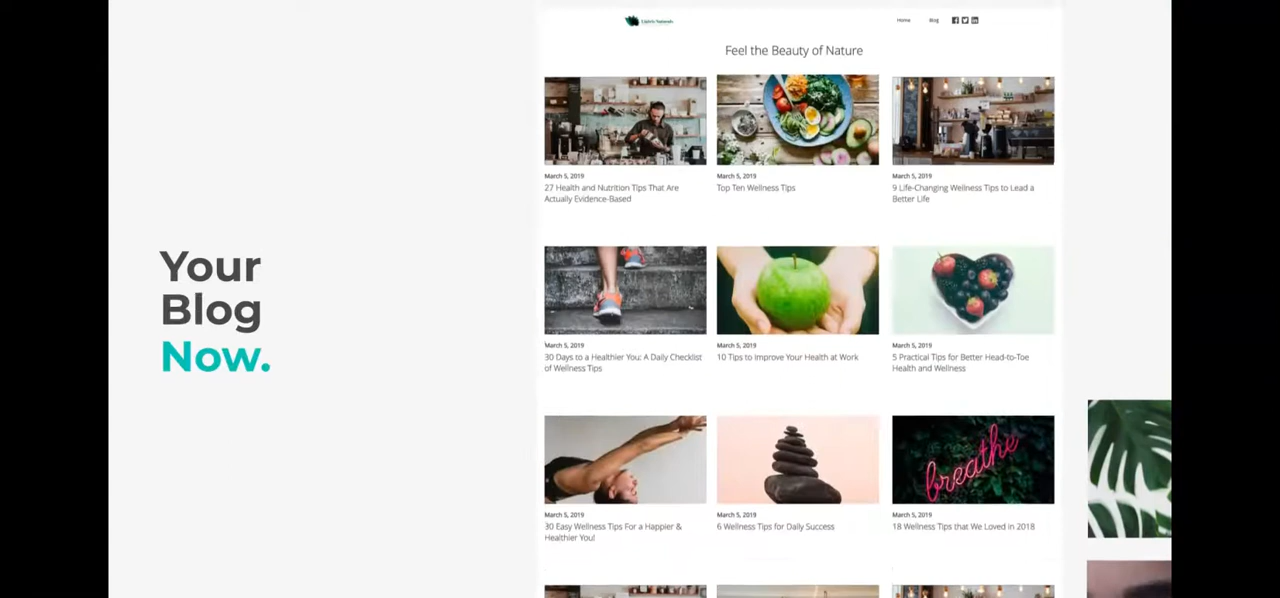 Home
Blog
Feel the Beauty of Nature
March 5, 2019
27 Health and Nutrition Tips That Are
Actually Evidence-Based
March 5, 2019
Top Ten Wellness Tips
March 5, 2019
9 Life-Changing Wellness Tips to Lead a
Better Life
Your
Blog
Now.
March 5, 2019
30 Days to a Healthier You: A Daily Checklist
of Wellness Tips
March 5, 2019
10 Tips to Improve Your Health at Work
March 5, 2019
5 Practical Tips for Better Head-to-Toe
Health and Wellness
breathe
March 5, 2019
30 Easy Wellness Tips For a Happier &
Healthier You!
March 5, 2019
6 Wellness Tips for Daily Success
March 5, 2019
18 Wellness Tips that We Loved in 2018